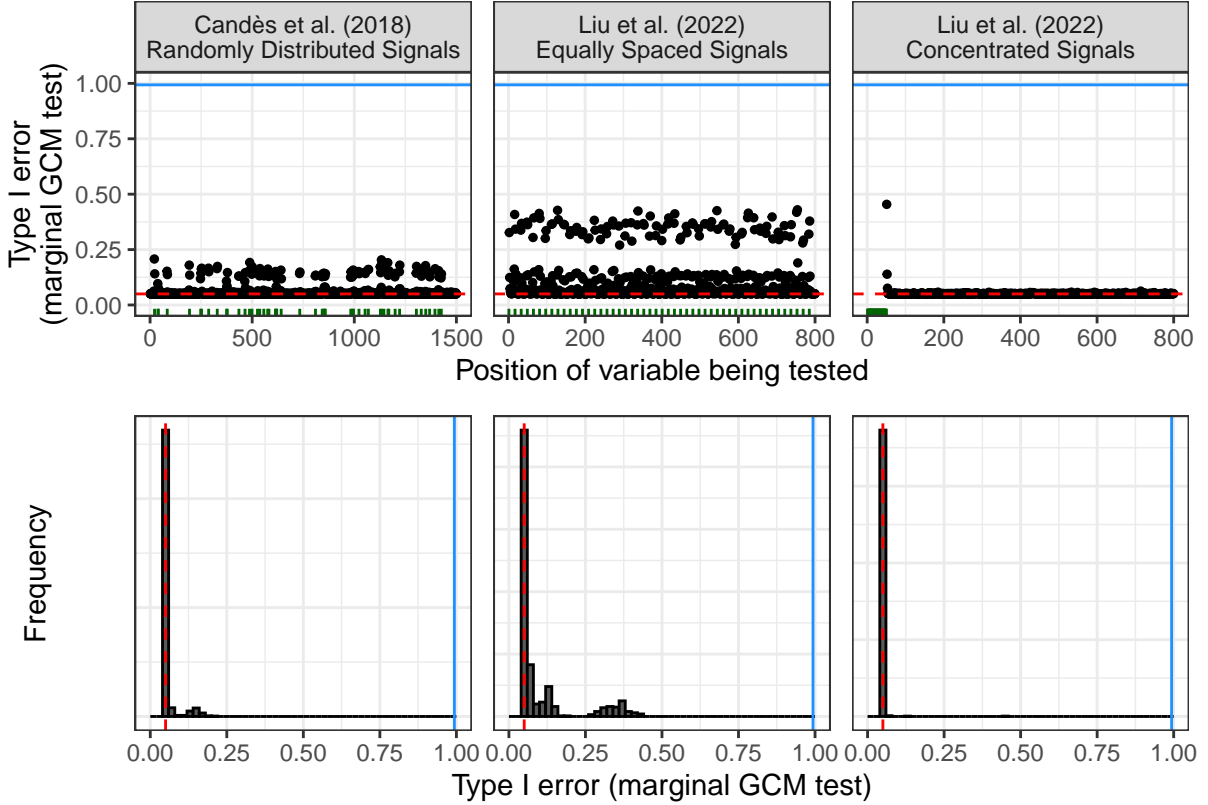 Candès et al. (2018)
Randomly Distributed Signals
Liu et al. (2022)
Equally Spaced Signals
Liu et al. (2022)
Concentrated Signals
Type I error
(marginal GCM test)
1.00
0.75
0.50
0.25
0.00
0 500 1000 1500
0 200 400 600 800
0 200 400 600 800
Position of variable being tested
Frequency
0.00 0.25 0.50 0.75 1.00
0.00 0.25 0.50 0.75 1.00
0.00 0.25 0.50 0.75 1.00
Type I error (marginal GCM test)